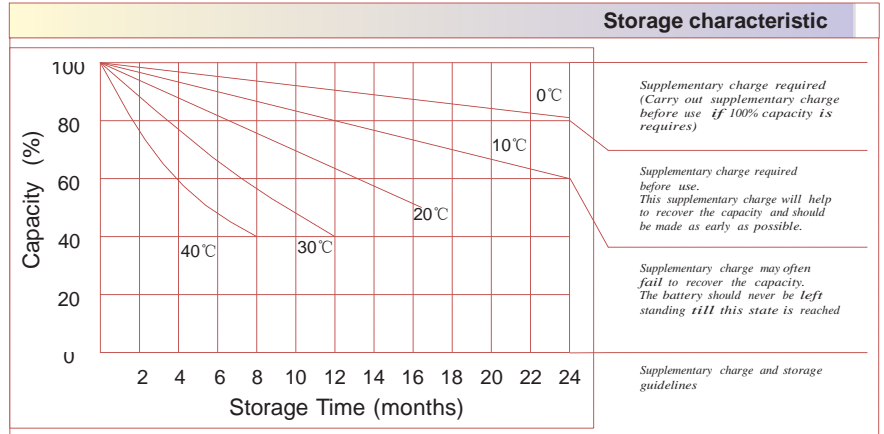 Storage characteristic
Capacity (%)
100
80
60
40
20
0
0℃
10℃
20℃
30℃
40℃
2 4 6 8 10 12 14 16 18 20 22 24
Storage Time (months)
Supplementary charge required
(Carry out supplementary charge
before use if 100% capacity is
requires)
Supplementary charge required
before use.
This supplementary charge will help
to recover the capacity and should
be made as early as possible.
Supplementary charge may often
fail to recover the capacity.
The battery should never be left
standing till this state is reached
Supplementary charge and storage
guidelines